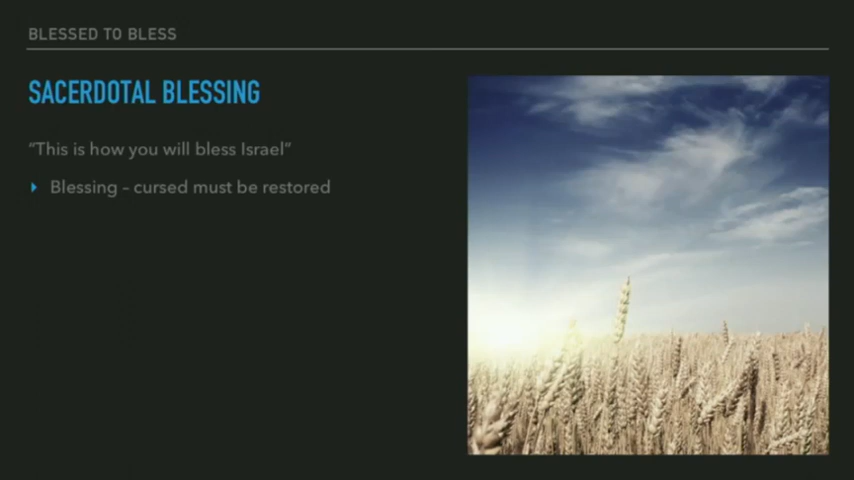 BLESSED TO BLESS
SACERDOTAL BLESSING
“This is how you will bless Israel”
Blessing – cursed must be restored